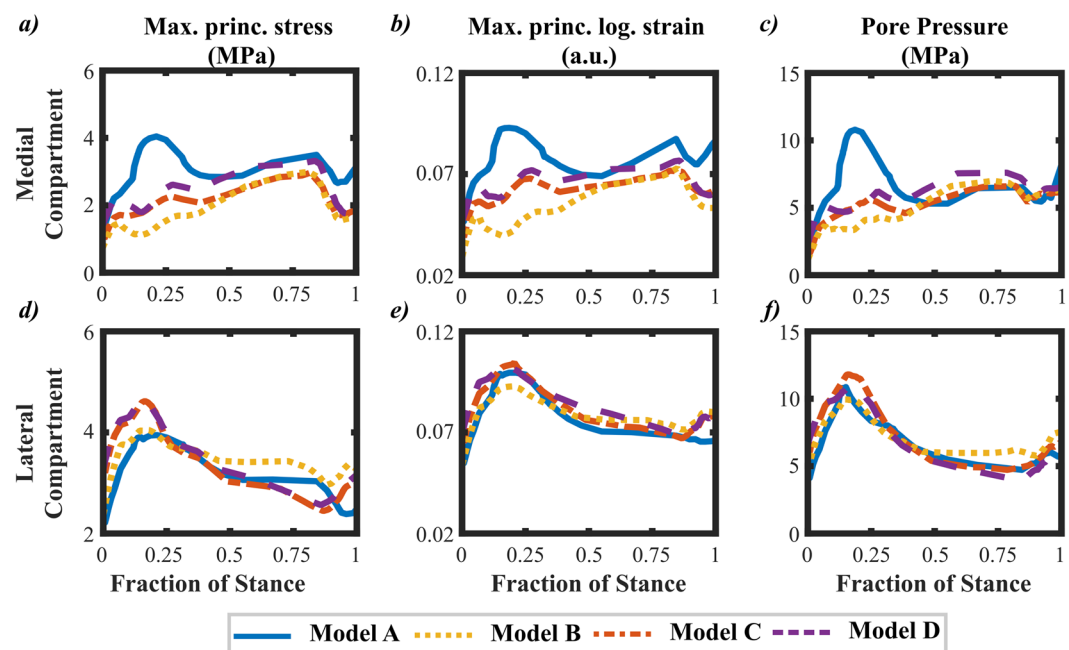 a) Max. princ. stress b) Max. princ. log. strain c) Pore Pressure
(MPa) (a.u.) (MPa)
Medial
Compartment
6
4
2
0
0 0.25 0.5 0.75 1
0.12
0.07
0.02
0 0.25 0.5 0.75 1
15
10
5
0
0 0.25 0.5 0.75 1
d) e) f)
Lateral
Compartment
6
4
2
0 0.25 0.5 0.75 1
Fraction of Stance
0.12
0.07
0.02
0 0.25 0.5 0.75 1
Fraction of Stance
15
10
5
0
0 0.25 0.5 0.75 1
Fraction of Stance
Model A Model B Model C Model D